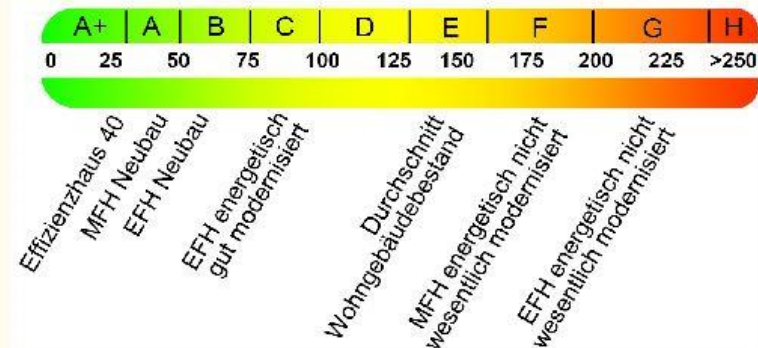 A+ A B C D E F G H
0 25 50 75 100 125 150 175 200 225 >250
Effizienzhaus 40
MFH Neubau
EFH Neubau
EFH energetisch
gut modernisiert
Durchschnitt
Wohngebäudebestand
MFH energetisch nicht
wesentlich modernisiert
EFH energetisch nicht
wesentlich modernisiert